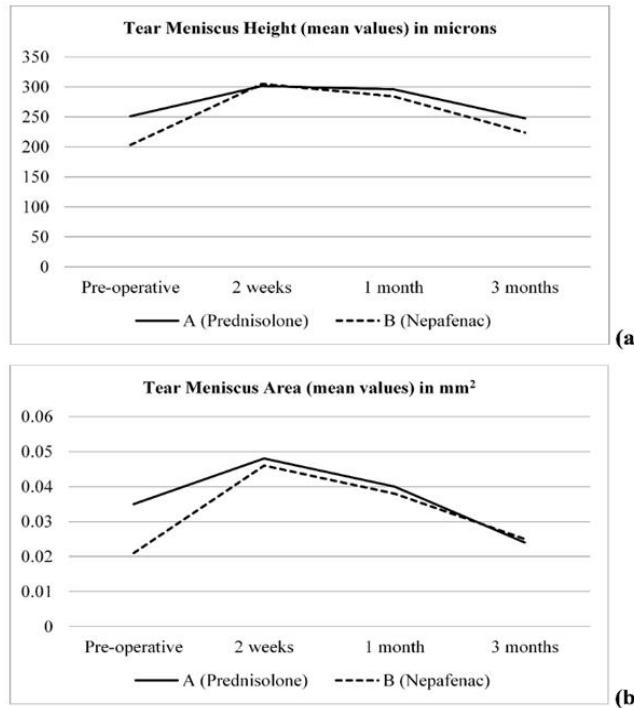 Tear Meniscus Height (mean values) in microns
350
300
250
200
150
100
50
0
Pre-operative 2 weeks 1 month 3 months
A (Prednisolone) B (Nepafenac)
(a
Tear Meniscus Area (mean values) in mm²
0.06
0.05
0.04
0.03
0.02
0.01
0
Pre-operative 2 weeks 1 month 3 months
A (Prednisolone) B (Nepafenac)
(b